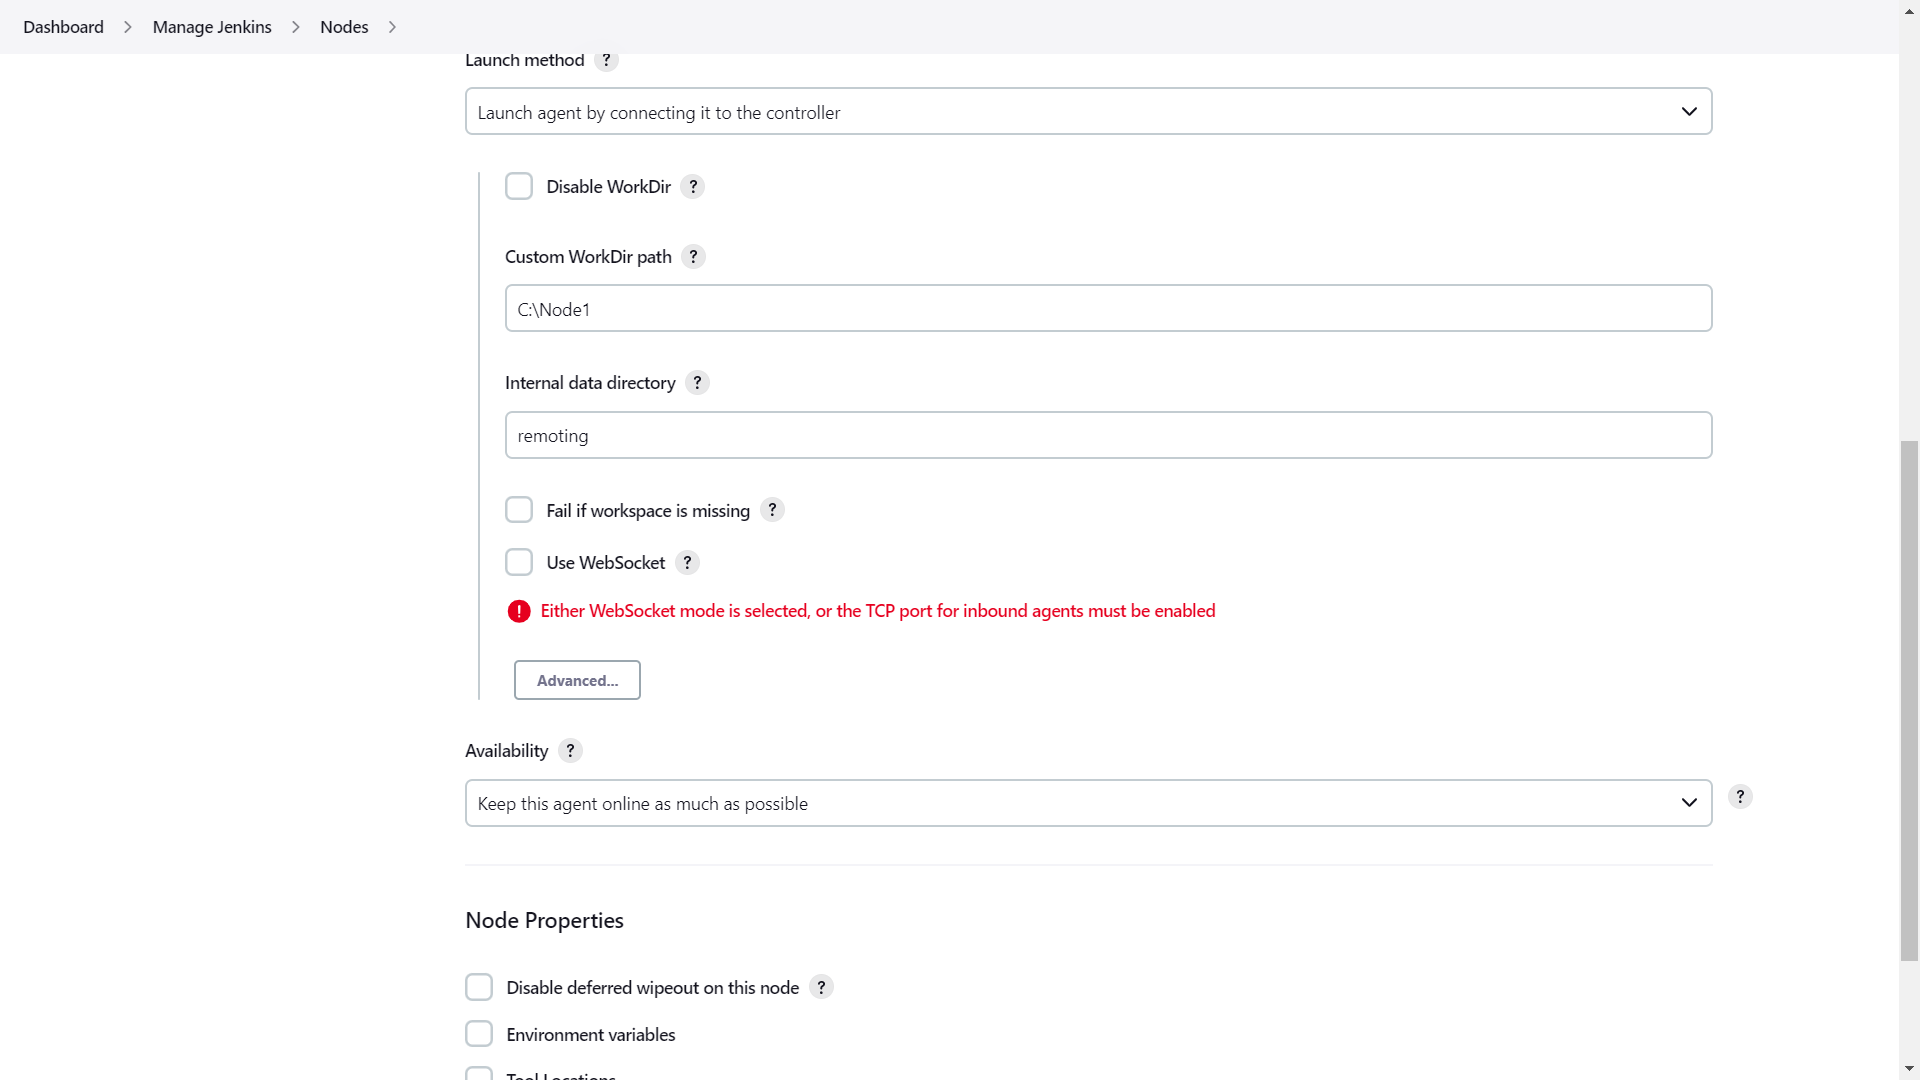 Dashboard
Manage Jenkins
Nodes
Launch method ?
Launch agent by connecting it to the controller
Disable WorkDir ?
Custom WorkDir path ?
C:\Node1
Internal data directory ?
remoting
Fail if workspace is missing ?
Use WebSocket ?
! Either WebSocket mode is selected, or the TCP port for inbound agents must be enabled
Advanced...
Availability ?
Keep this agent online as much as possible
?
Node Properties
Disable deferred wipeout on this node ?
Environment variables
Tool Locations